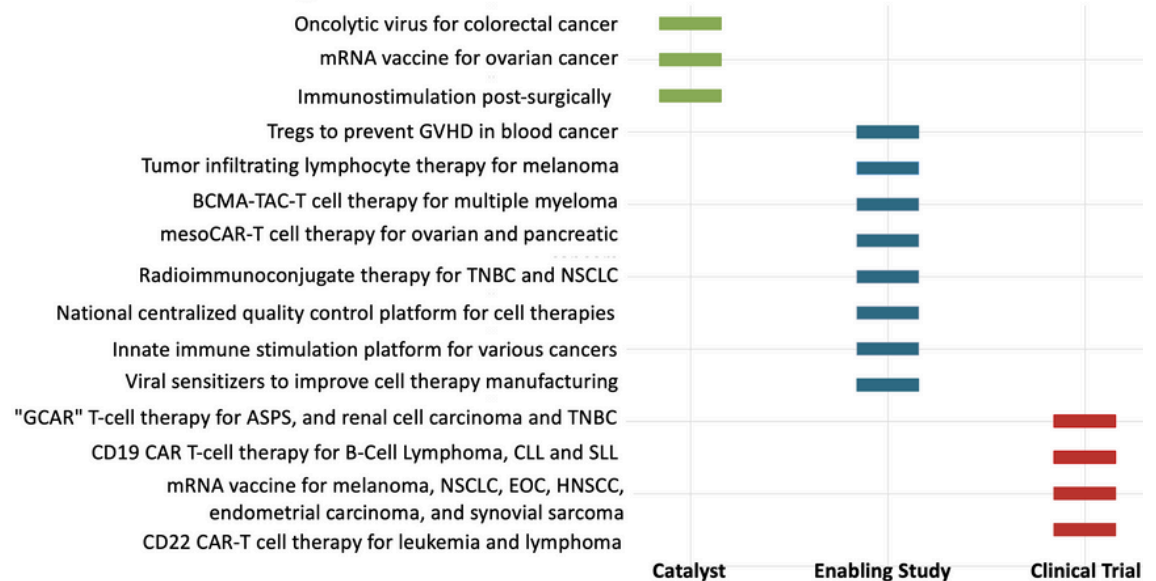 Oncolytic virus for colorectal cancer
mRNA vaccine for ovarian cancer
Immunostimulation post-surgically
Tregs to prevent GVHD in blood cancer
Tumor infiltrating lymphocyte therapy for melanoma
BCMA-TAC-T cell therapy for multiple myeloma
mesoCAR-T cell therapy for ovarian and pancreatic
Radioimmunoconjugate therapy for TNBC and NSCLC
National centralized quality control platform for cell therapies
Innate immune stimulation platform for various cancers
Viral sensitizers to improve cell therapy manufacturing
"GCAR" T-cell therapy for ASPS, and renal cell carcinoma and TNBC
CD19 CAR T-cell therapy for B-Cell Lymphoma, CLL and SLL
mRNA vaccine for melanoma, NSCLC, EOC, HNSCC,
endometrial carcinoma, and synovial sarcoma
CD22 CAR-T cell therapy for leukemia and lymphoma
Catalyst Enabling Study Clinical Trial